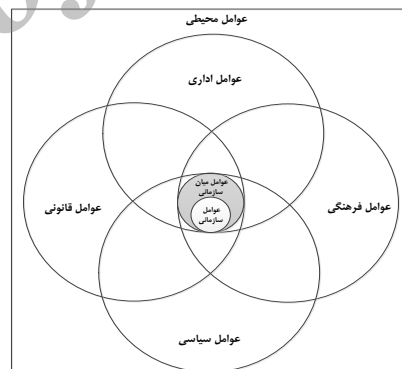 عوامل محیطی
عوامل اداری
عوامل میان
سازمانی
عوامل فرهنگی
عوامل قانونی
عوامل
سازمانی
عوامل سیاسی